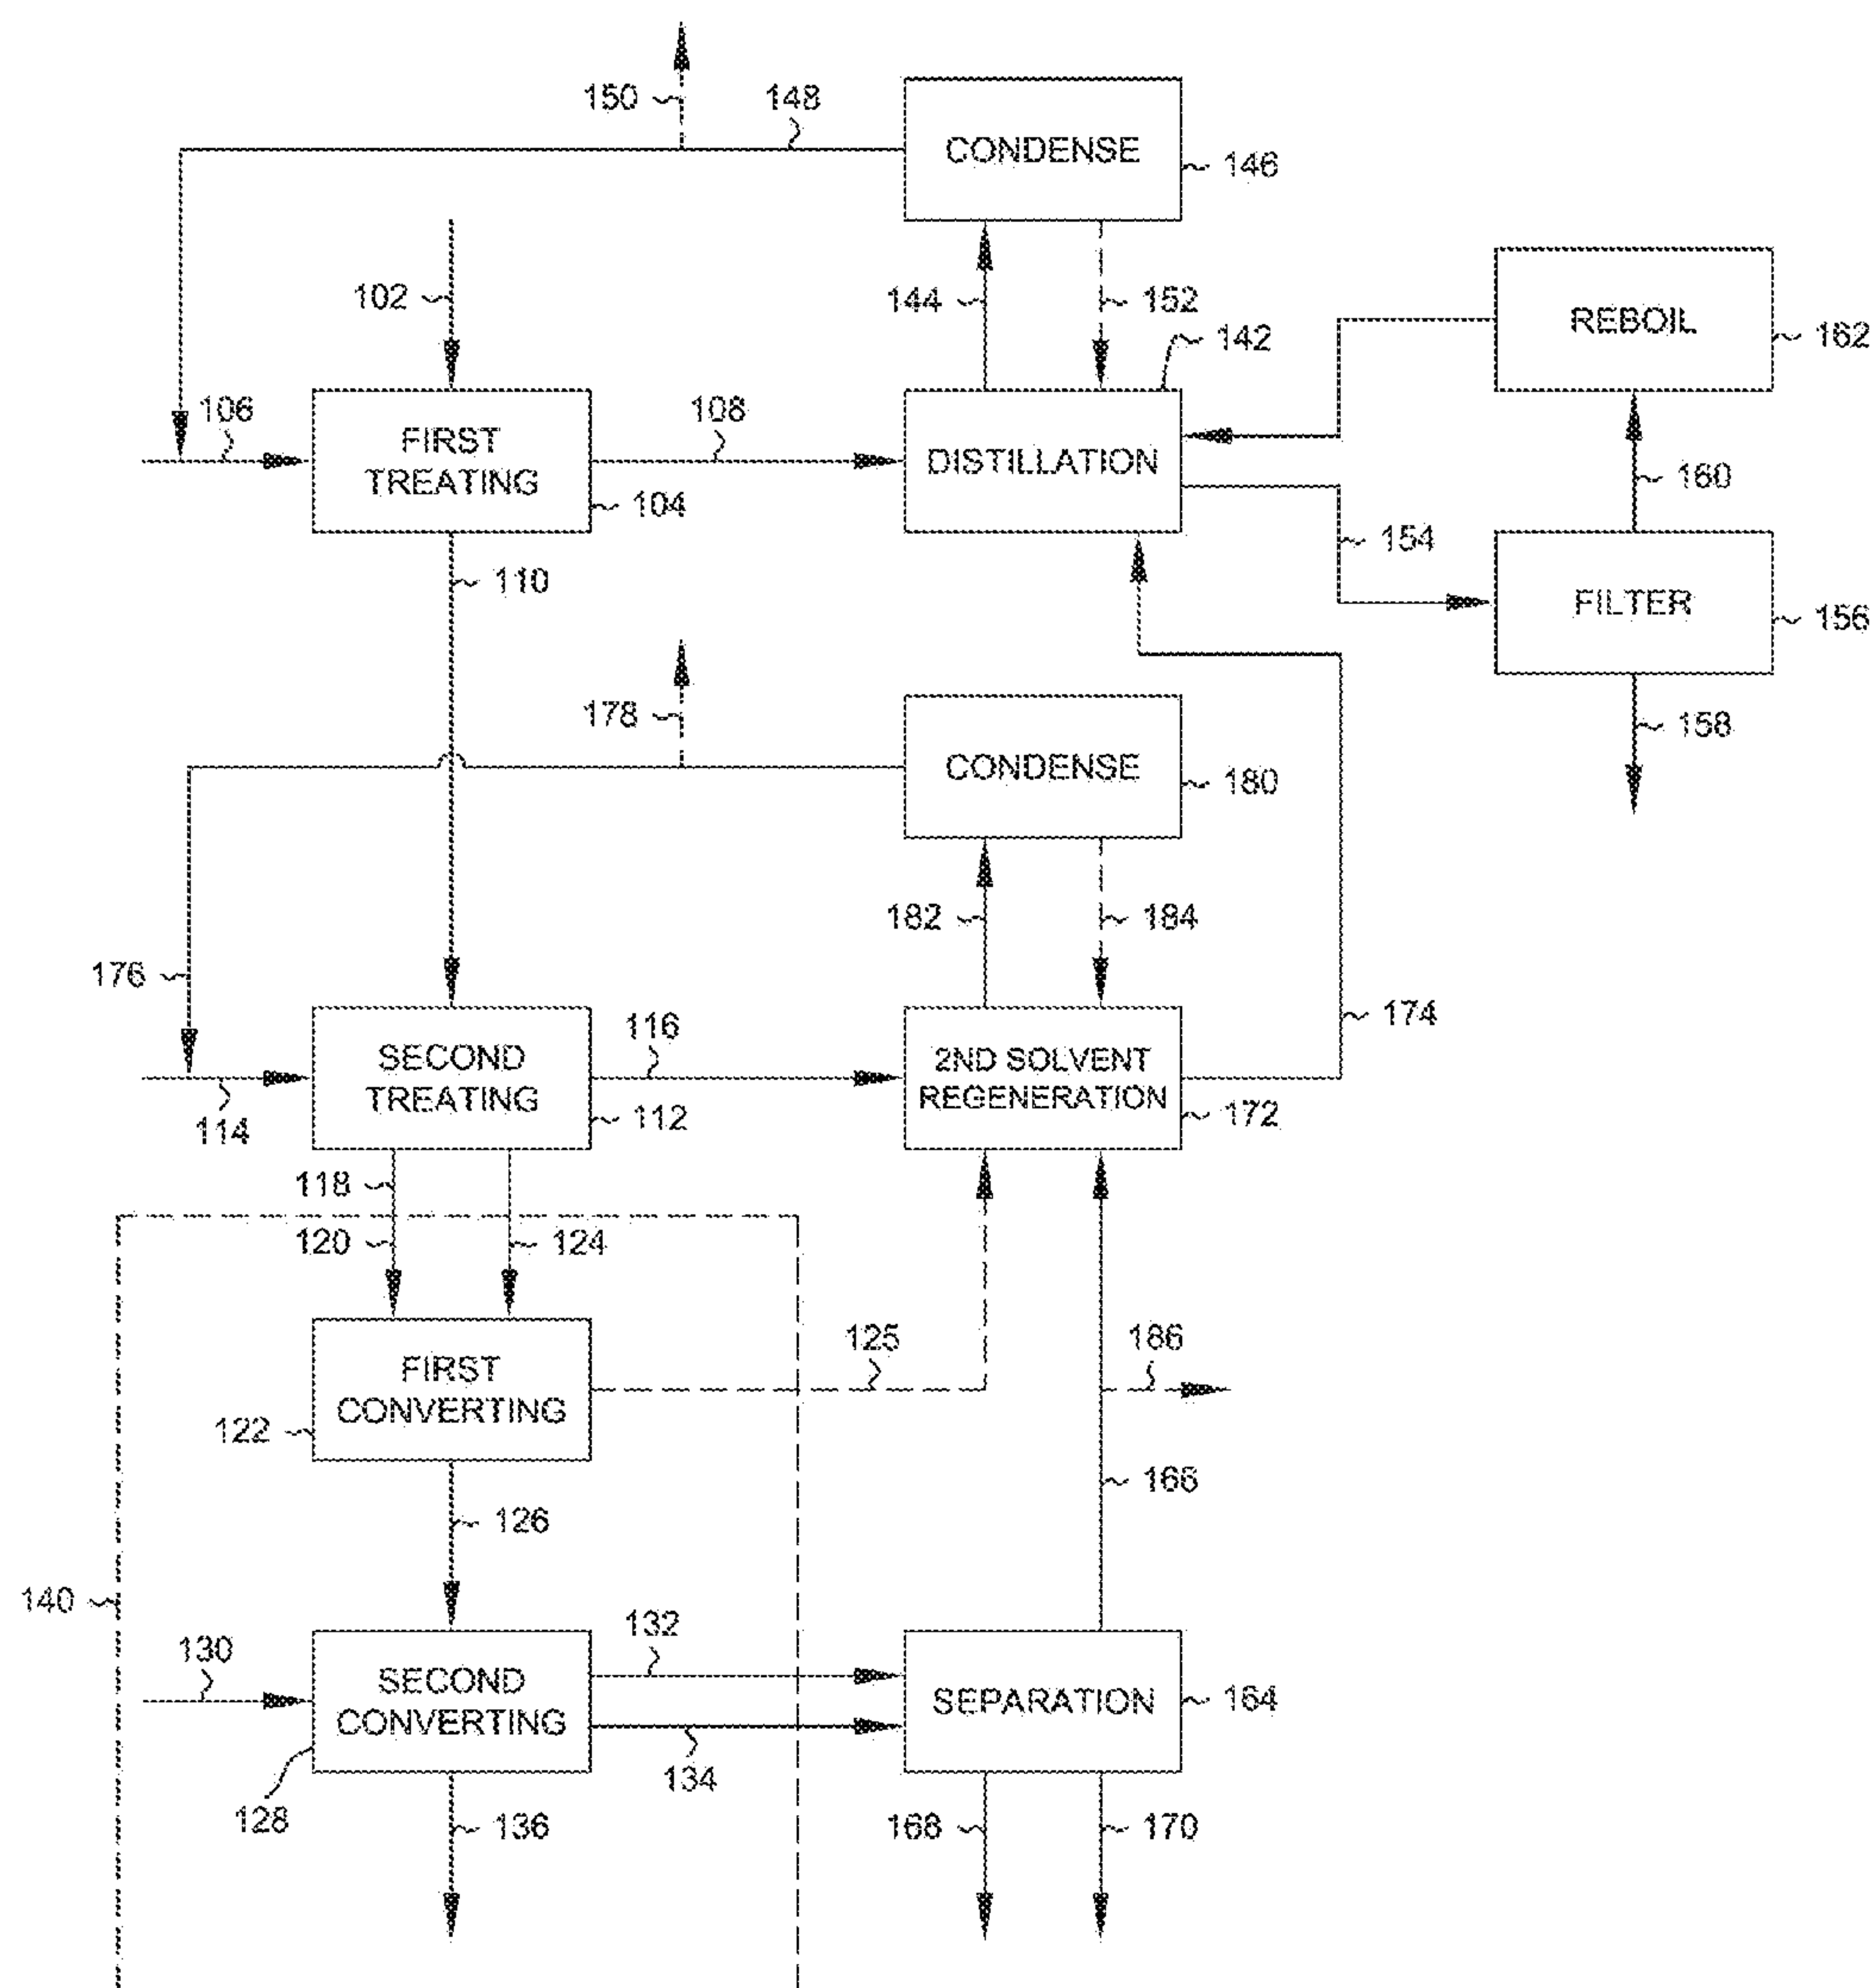 150
148
CONDENSE
146
102
144
152
142
REBOIL
162
106
FIRST
TREATING
104
108
DISTILLATION
160
154
110
FILTER
156
158
178
CONDENSE
180
182
184
176
174
SECOND
TREATING
112
116
2ND SOLVENT
REGENERATION
172
114
118
120
124
125
186
FIRST
CONVERTING
122
166
126
140
130
132
SECOND
CONVERTING
SEPARATION
164
134
128
136
168
170